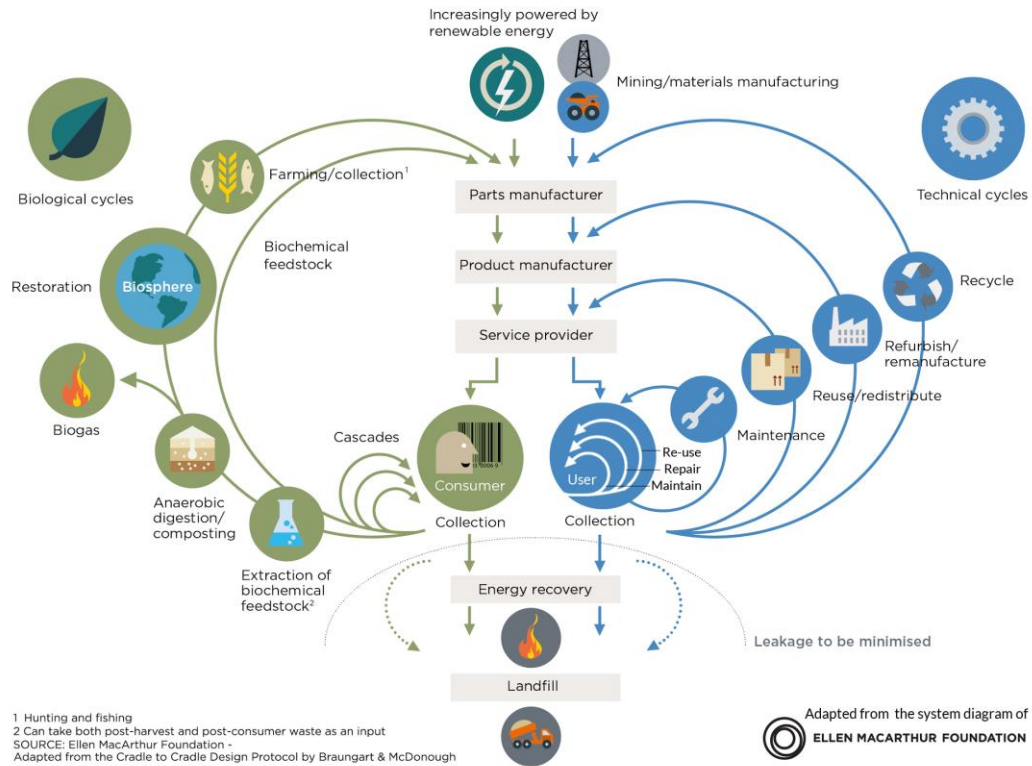 Increasingly powered by
renewable energy
Mining/materials manufacturing
Biological cycles
Farming/collection¹
Parts manufacturer
Technical cycles
Biochemical
feedstock
Product manufacturer
Restoration
Biosphere
Recycle
Service provider
Refurbish/
remanufacture
Biogas
Reuse/redistribute
Cascades
Maintenance
Re-use
Repair
Maintain
Consumer
User
Anaerobic
digestion/
composting
Collection
Collection
Extraction of
biochemical
feedstock²
Energy recovery
Leakage to be minimised
Landfill
1 Hunting and fishing
2 Can take both post-harvest and post-consumer waste as an input
SOURCE: Ellen MacArthur Foundation -
Adapted from the Cradle to Cradle Design Protocol by Braungart & McDonough
Adapted from the system diagram of
ELLEN MACARTHUR FOUNDATION